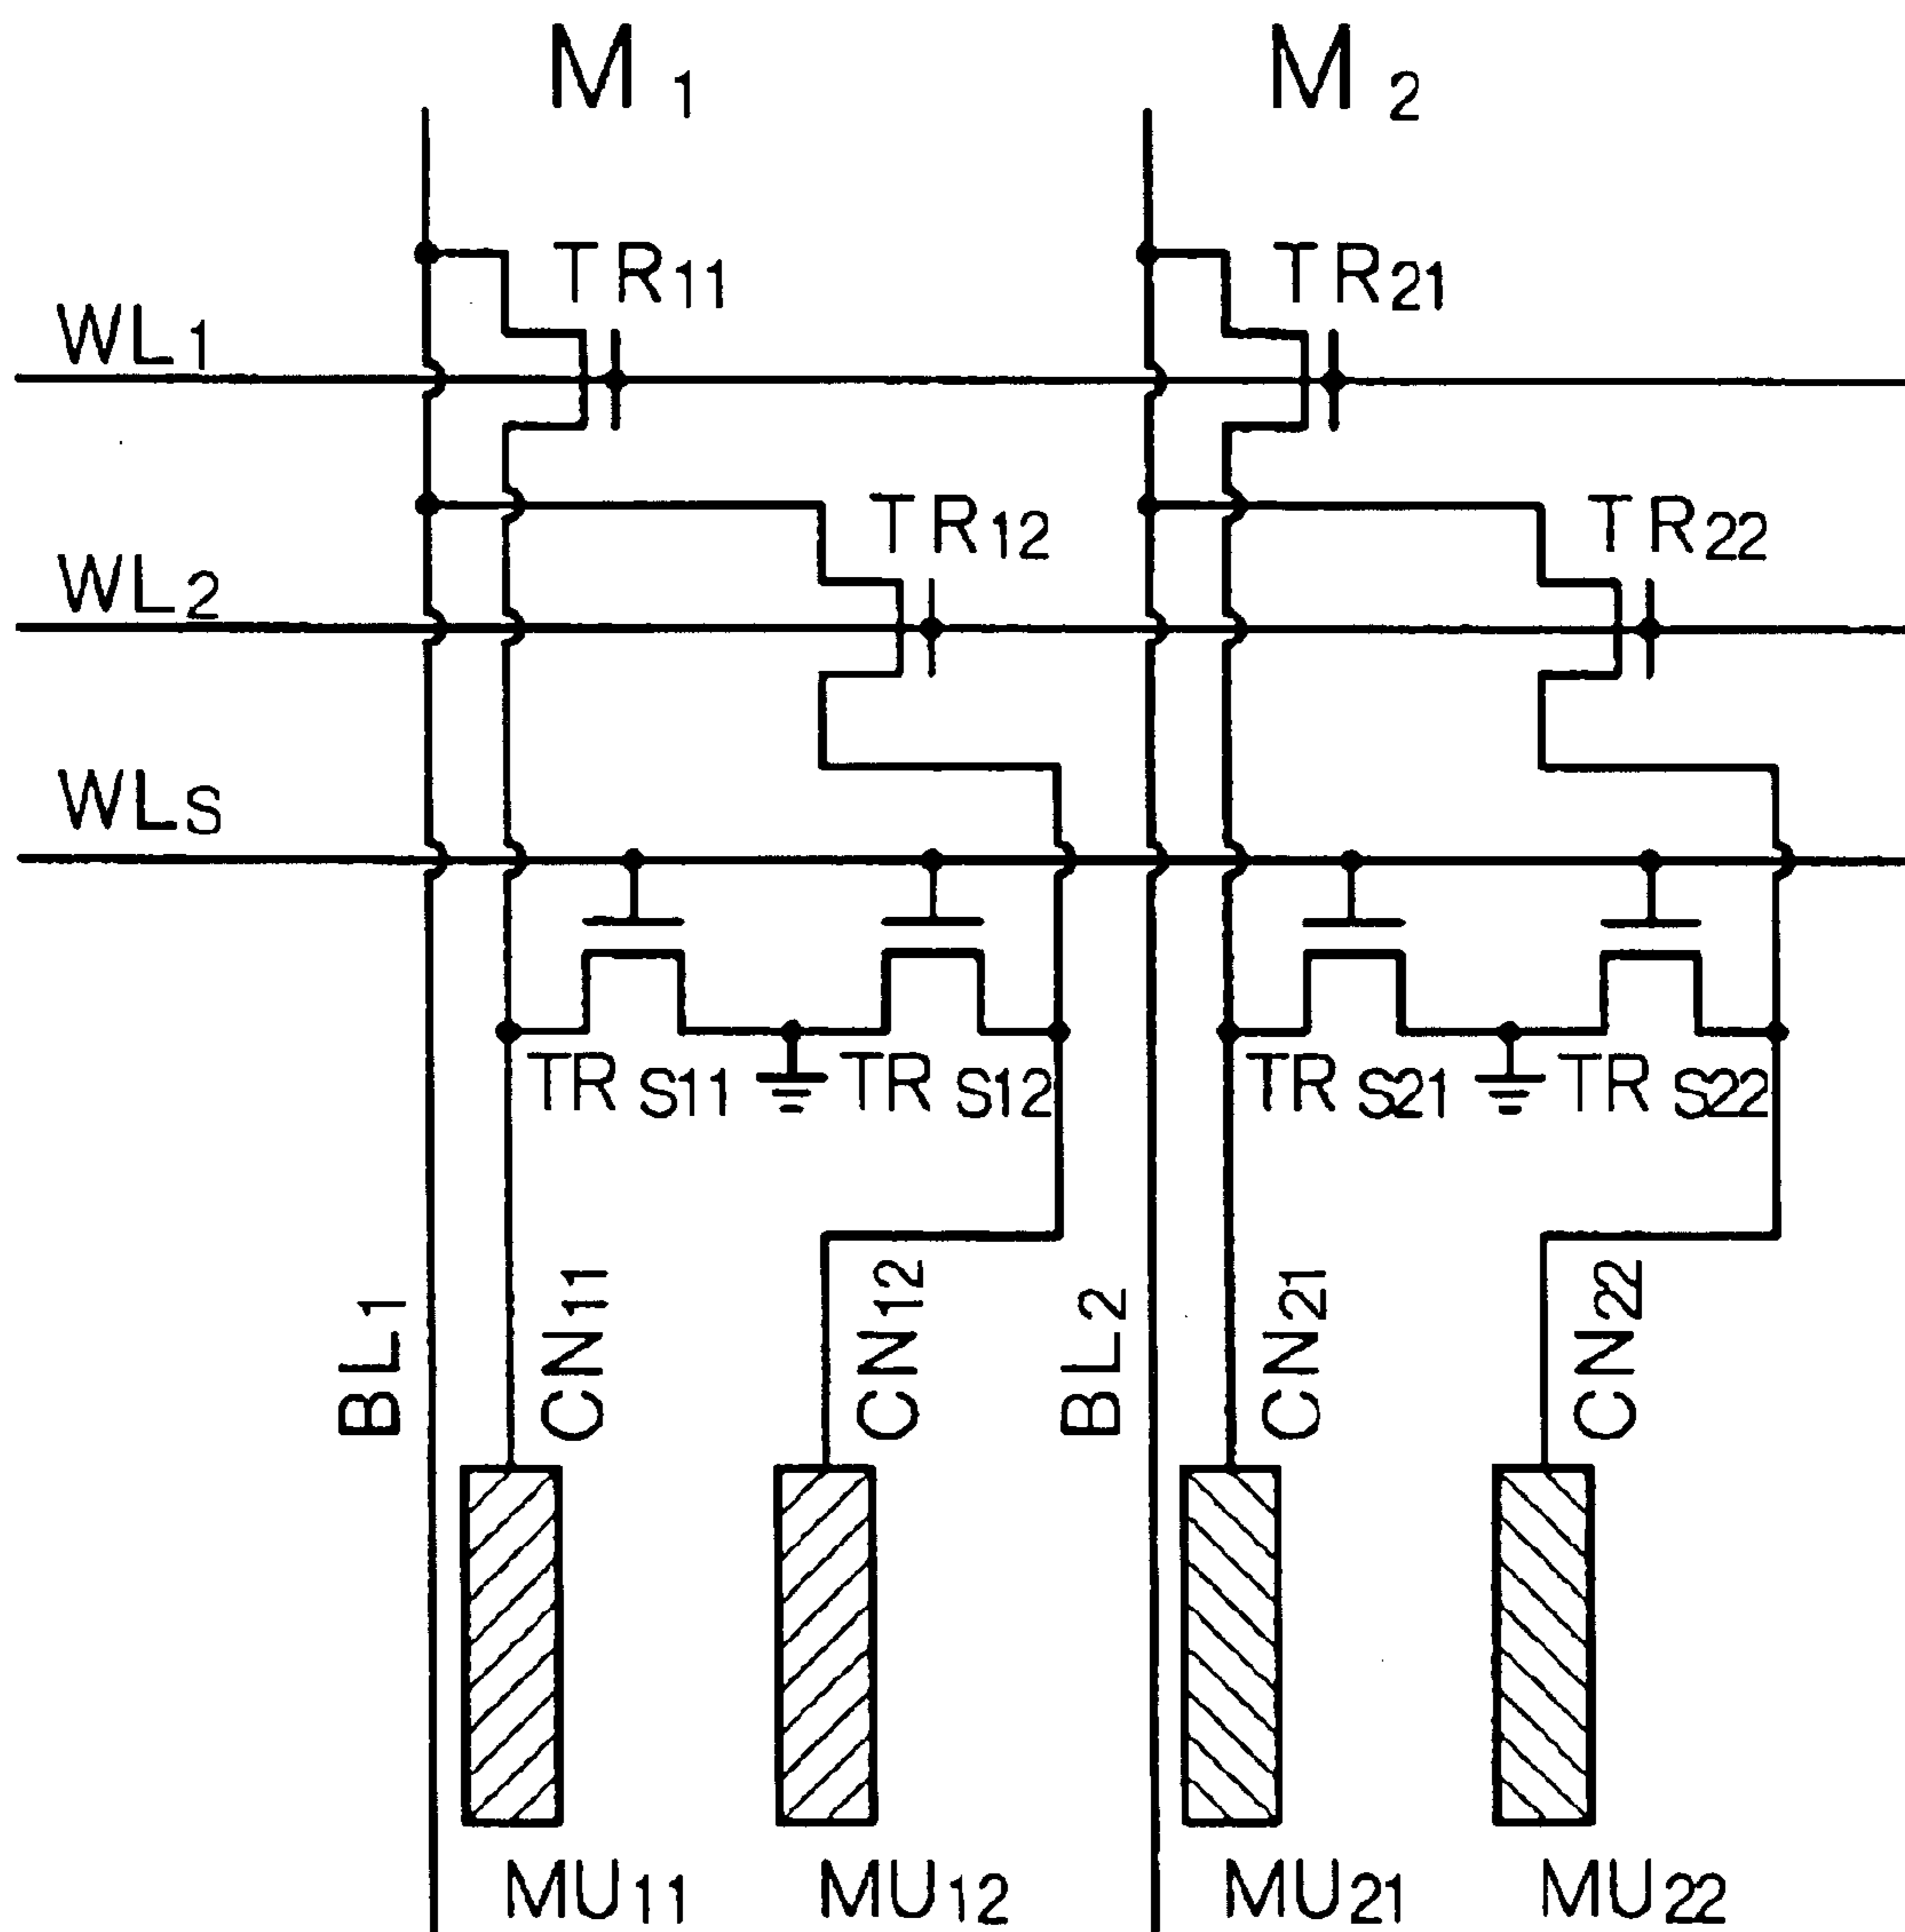 M1 M2
TR11 TR21
WL1
TR12 TR22
WL2
WLS
TRS11 TRS12 TRS21 TRS22
BL1 CN11 CN12 BL2 CN21 CN22
MU11 MU12 MU21 MU22